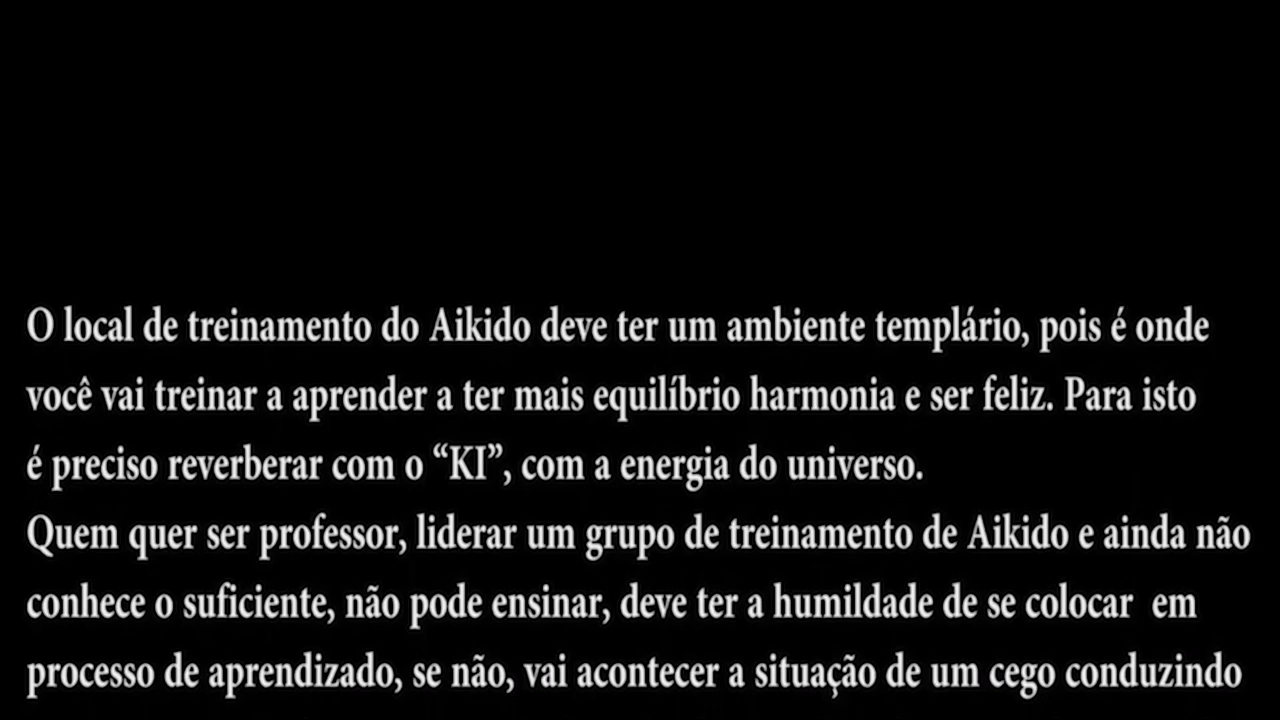 O local de treinamento do Aikido deve ter um ambiente templário, pois é onde
você vai treinar a aprender a ter mais equilíbrio harmonia e ser feliz. Para isto
é preciso reverberar com o “KI”, com a energia do universo.
Quem quer ser professor, liderar um grupo de treinamento de Aikido e ainda não
conhece o suficiente, não pode ensinar, deve ter a humildade de se colocar  em
processo de aprendizado, se não, vai acontecer a situação de um cego conduzindo